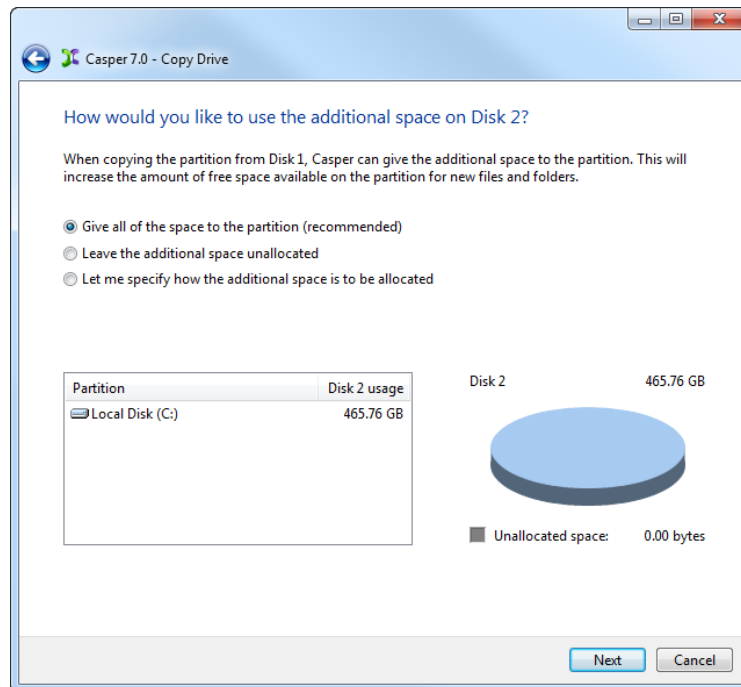 Casper 7.0 - Copy Drive
How would you like to use the additional space on Disk 2?
When copying the partition from Disk 1, Casper can give the additional space to the partition. This will
increase the amount of free space available on the partition for new files and folders.
Give all of the space to the partition (recommended)
Leave the additional space unallocated
Let me specify how the additional space is to be allocated
Partition Disk 2 usage
Local Disk (C:) 465.76 GB
Disk 2 465.76 GB
Unallocated space: 0.00 bytes
Next Cancel